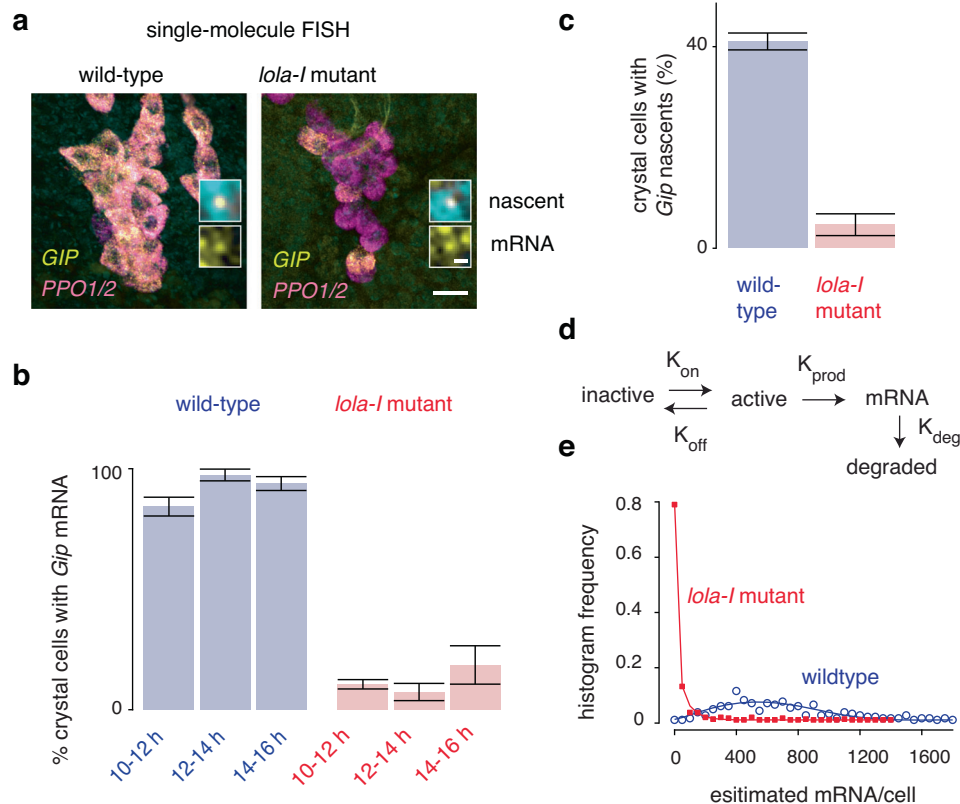 a
single-molecule FISH
wild-type
lola-I mutant
GIP
PPO1/2
GIP
PPO1/2
nascent
mRNA
b
% crystal cells with Gip mRNA
wild-type
lola-I mutant
100
0
10-12 h
12-14 h
14-16 h
10-12 h
12-14 h
14-16 h
c
crystal cells with
Gip nascents (%)
40
0
wild-
type
lola-I
mutant
d
inactive
K_on
K_off
active
K_prod
mRNA
K_deg
degraded
e
histogram frequency
0.8
0.6
0.4
0.2
0
lola-I mutant
wildtype
0
400
800
1200
1600
esitimated mRNA/cell